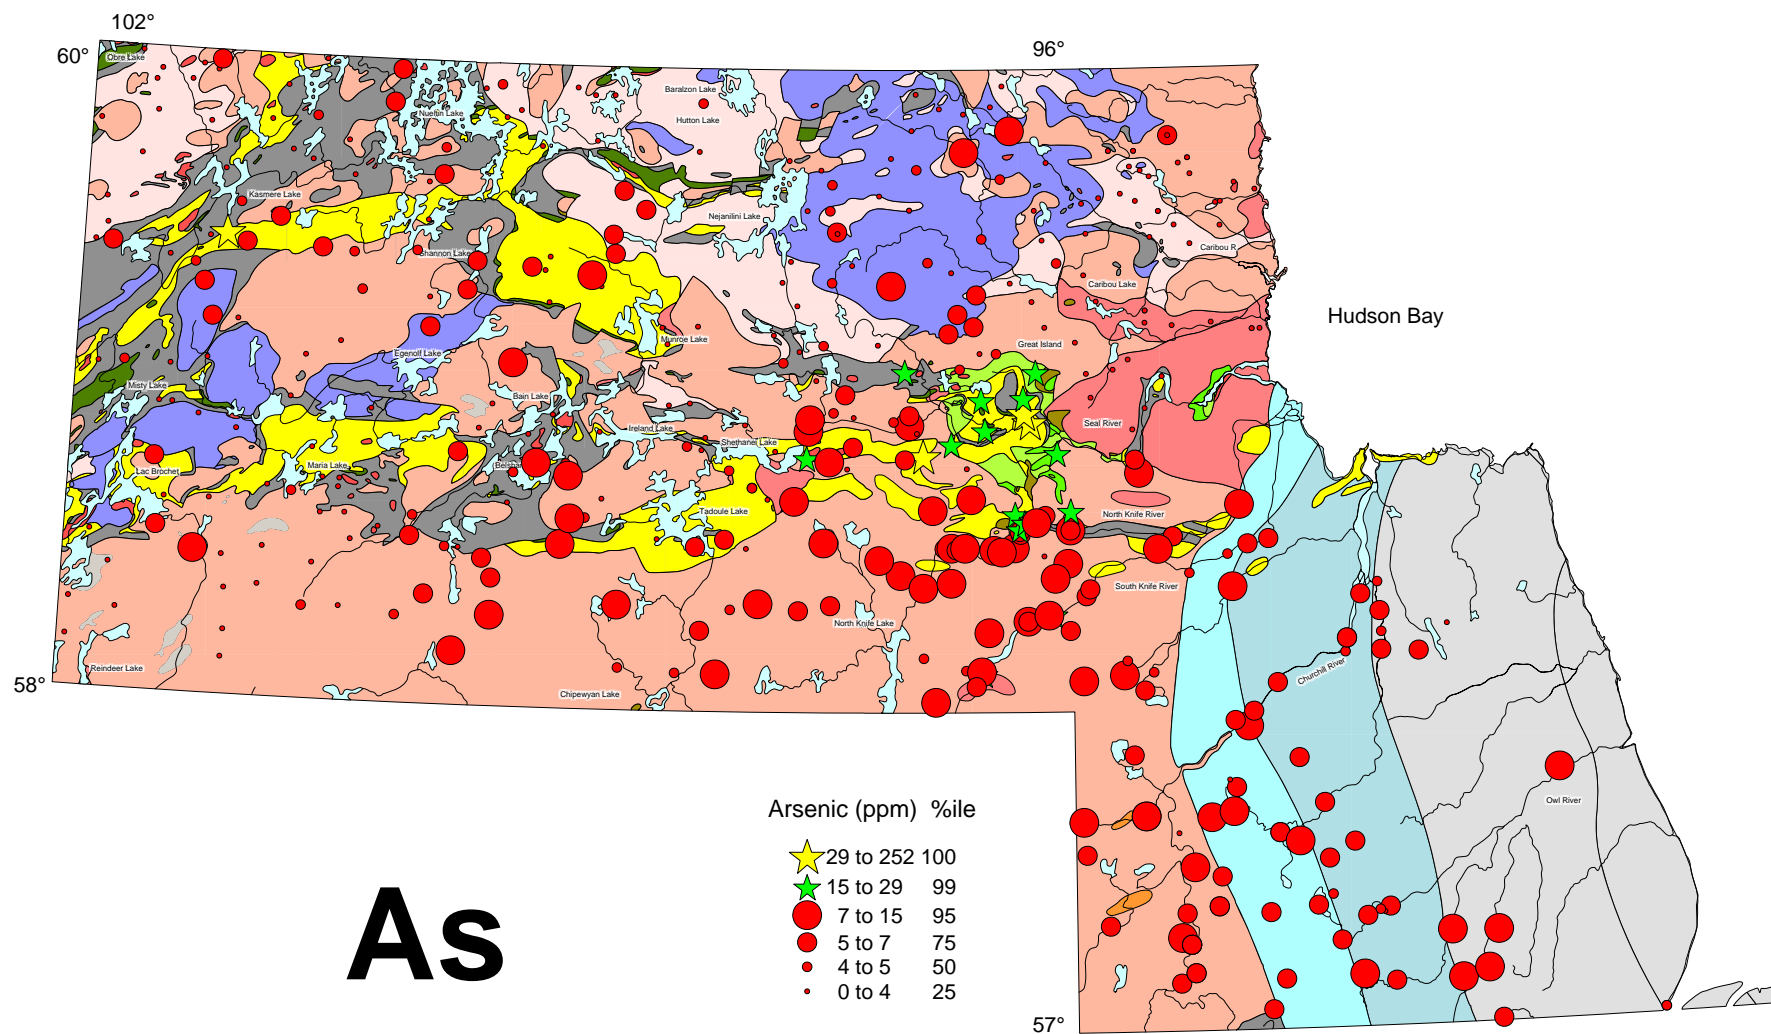 102°
60°
96°
Obre Lake
Baralzon Lake
Nueltin Lake
Hutton Lake
Kasmere Lake
Nejanilini Lake
Caribou R
Shannon Lake
Caribou Lake
Hudson Bay
Munroe Lake
Great Island
Egenolf Lake
Misty Lake
Bain Lake
Seal River
Ireland Lake
Shethanei Lake
Maria Lake
Lac Brochet
Tadoule Lake
North Knife River
South Knife River
North Knife Lake
Reindeer Lake
Churchill River
58°
Chipewyan Lake
Owl River
Arsenic (ppm) %ile
29 to 252 100
15 to 29 99
7 to 15 95
5 to 7 75
4 to 5 50
0 to 4 25
As
57°